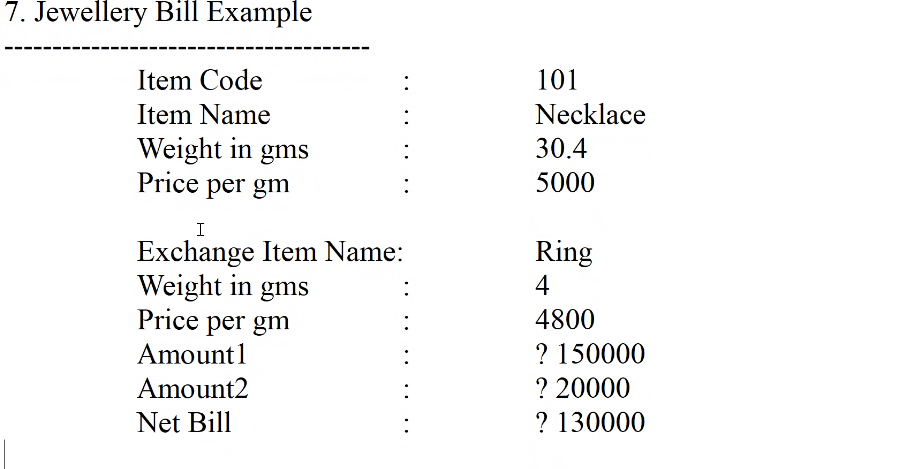 7. Jewellery Bill Example
--------------------------------------
Item Code : 101
Item Name : Necklace
Weight in gms : 30.4
Price per gm : 5000
Exchange Item Name: Ring
Weight in gms : 4
Price per gm : 4800
Amount1 : ? 150000
Amount2 : ? 20000
Net Bill : ? 130000